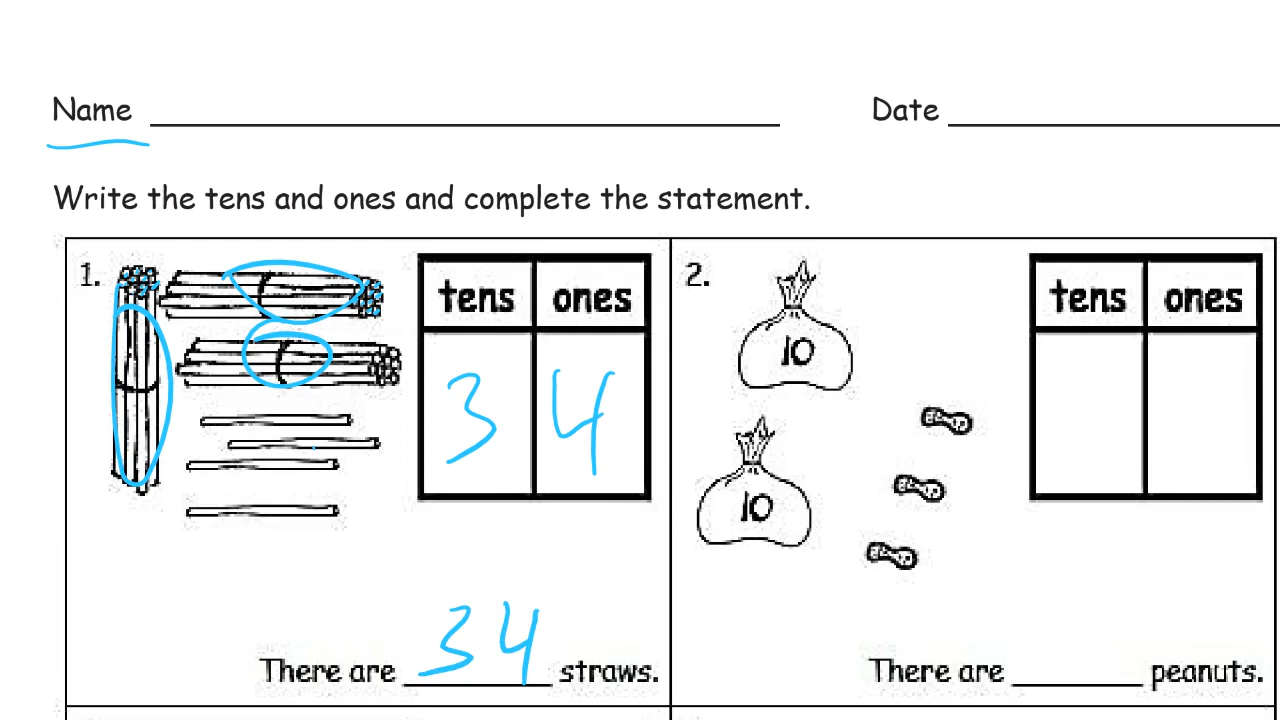 Name Date
Write the tens and ones and complete the statement.
1. tens ones
3 4
There are 34 straws.
2. tens ones
10
10
There are peanuts.